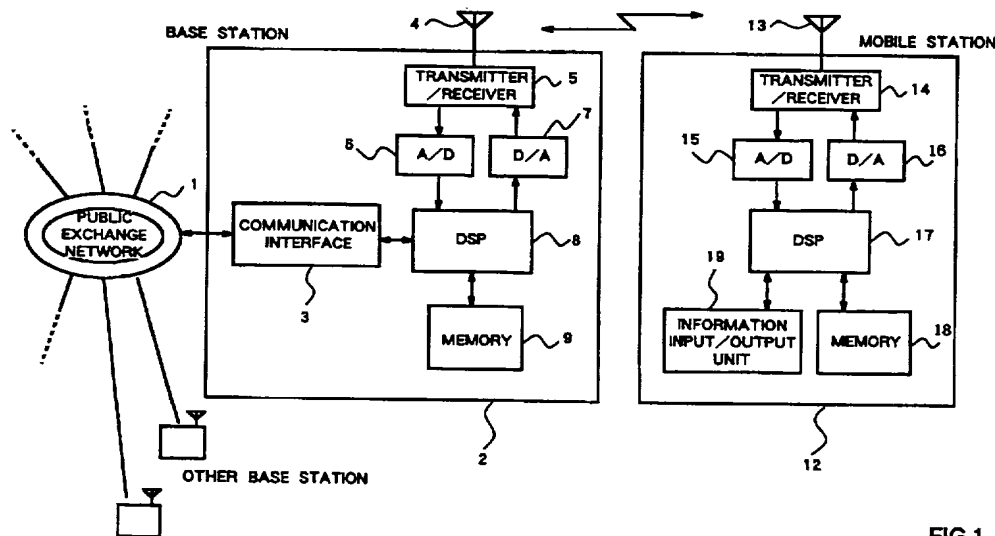 BASE STATION
4
13
MOBILE STATION
TRANSMITTER
/RECEIVER
5
TRANSMITTER
/RECEIVER
14
6
A/D
D/A
7
15
A/D
D/A
16
1
PUBLIC
EXCHANGE
NETWORK
COMMUNICATION
INTERFACE
3
DSP
8
DSP
17
MEMORY
9
19
INFORMATION
INPUT/OUTPUT
UNIT
MEMORY
18
2
12
OTHER BASE STATION
FIG.1